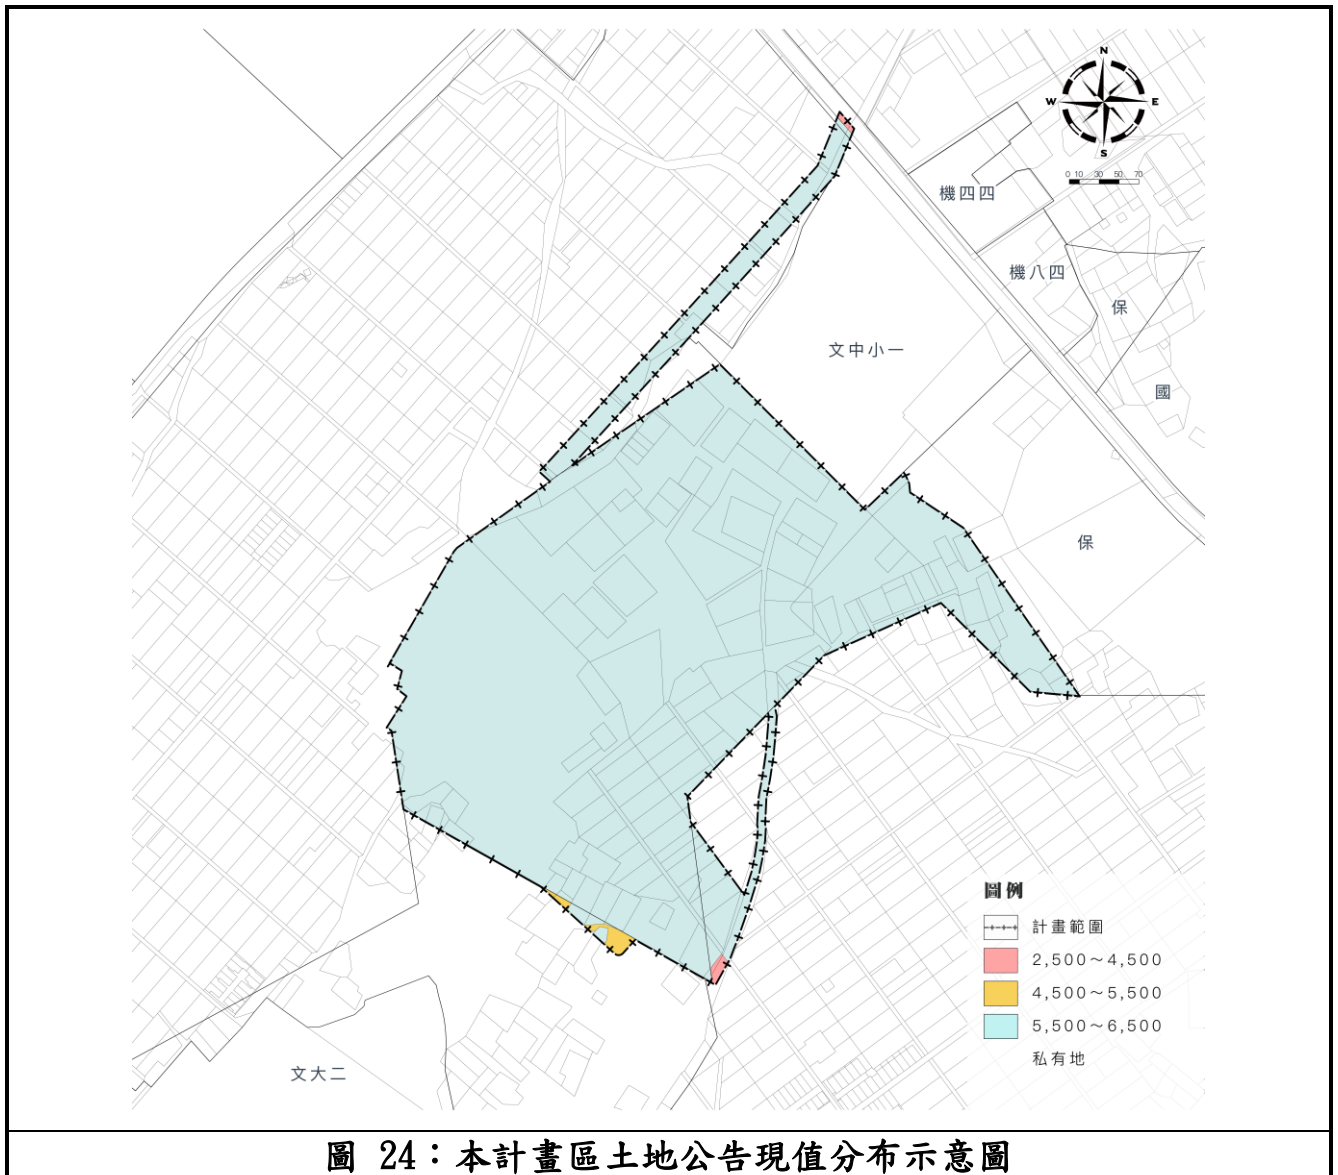 N
W E
S
0 10 30 50 70
機四四
機八四
保
文中小一
國
保
圖例
計畫範圍
2,500～4,500
4,500～5,500
5,500～6,500
私有地
文大二
圖 24：本計畫區土地公告現值分布示意圖